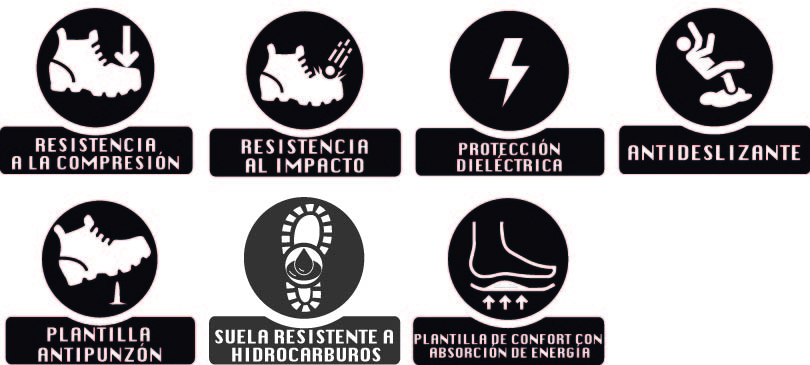 RESISTENCIA
A LA COMPRESIÓN
RESISTENCIA
AL IMPACTO
PROTECCIÓN
DIELÉCTRICA
ANTIDESLIZANTE
PLANTILLA
ANTIPUNZÓN
SUELA RESISTENTE A
HIDROCARBUROS
PLANTILLA DE CONFORT CON
ABSORCIÓN DE ENERGÍA